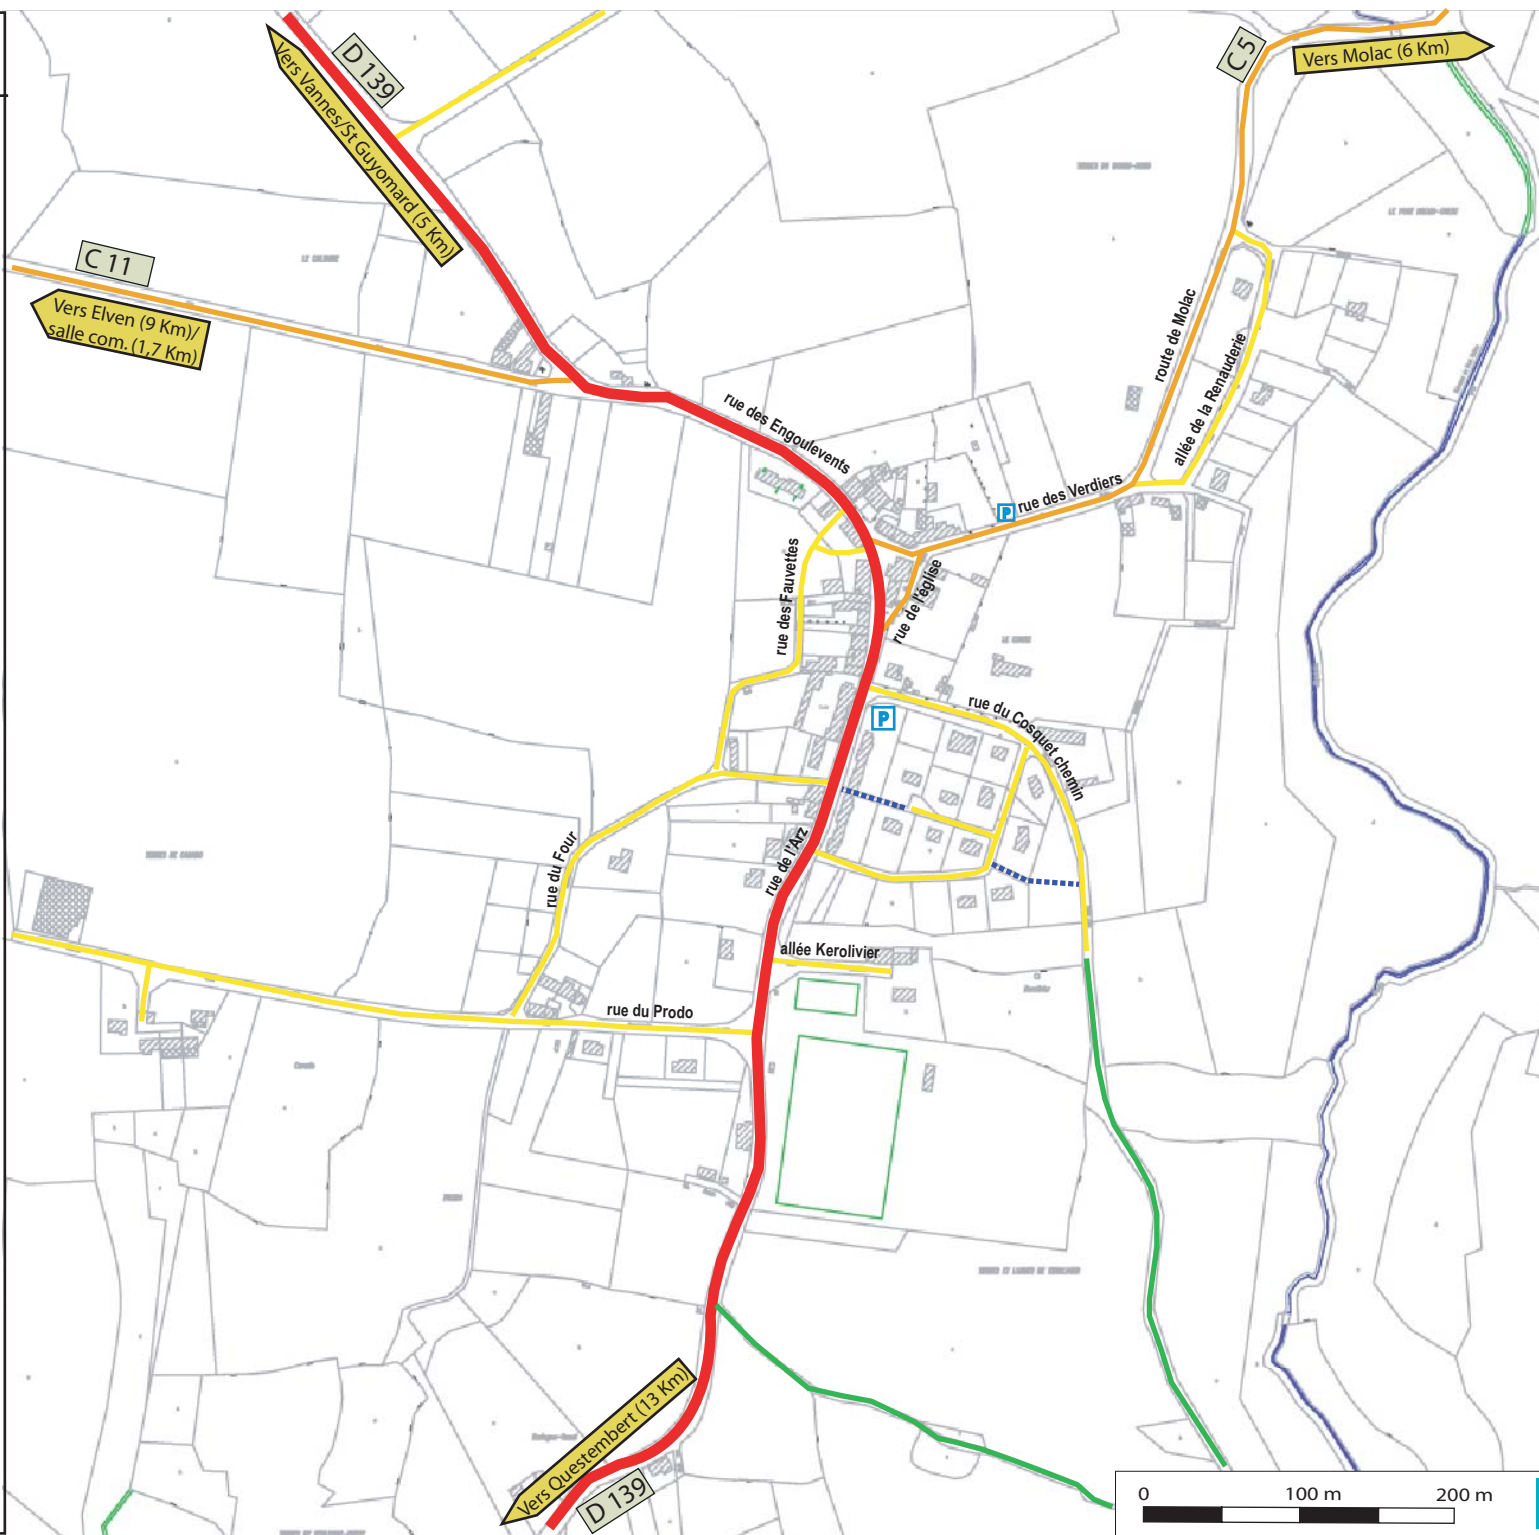 D 139
Vers Vannes/St Guyomard (5 Km)
C 5
Vers Molac (6 Km)
C 11
Vers Elven (9 Km)/
salle com. (1,7 Km)
route de Molac
allée de la Renauderie
rue des Engoulevents
P
rue des Verdiers
rue des Fauvettes
rue de l'église
P
rue du Cosquet chemin
rue du Four
rue de l'Arz
allée Kerolivier
rue du Prodo
Vers Questembert (13 Km)
D 139
0 100 m 200 m